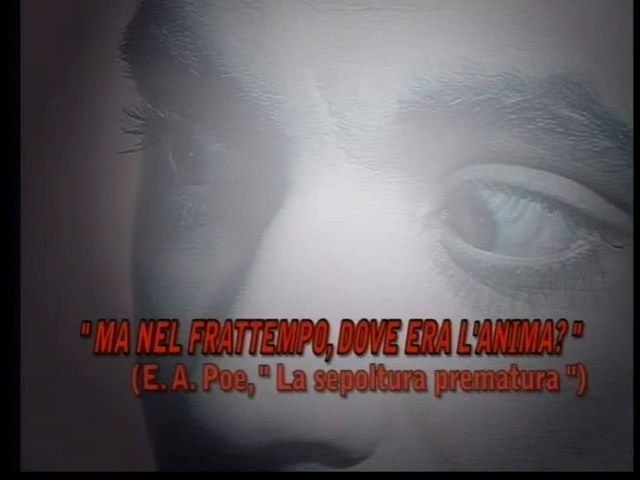 " MA NEL FRATTEMPO, DOVE ERA L'ANIMA? "
(E. A. Poe, " La sepoltura prematura ")